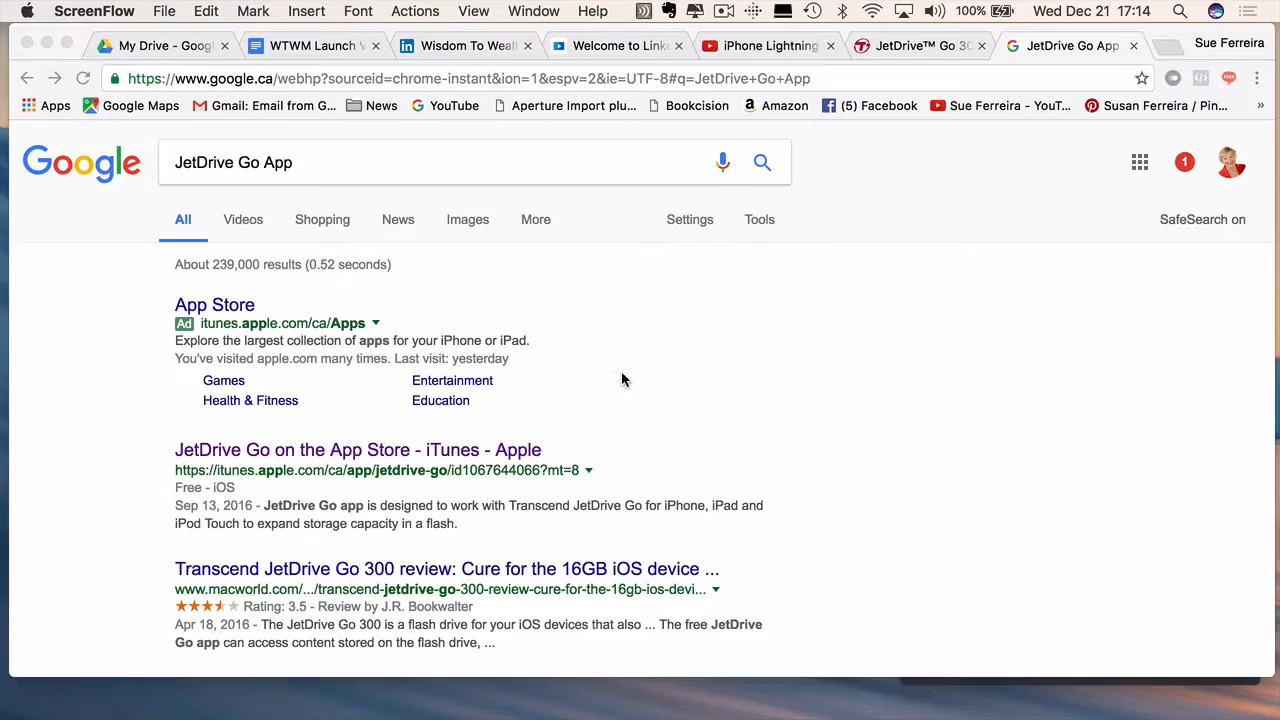 ScreenFlow File Edit Mark Insert Font Actions View Window Help 100% Wed Dec 21 17:14
My Drive - Googl WTWM Launch V Wisdom To Wealt Welcome to Linke iPhone Lightning JetDrive™ Go 30 JetDrive Go App Sue Ferreira
https://www.google.ca/webhp?sourceid=chrome-instant&ion=1&espv=2&ie=UTF-8#q=JetDrive+Go+App
Apps Google Maps Gmail: Email from G... News YouTube Aperture Import plu... Bookcision Amazon (5) Facebook Sue Ferreira - YouT... Susan Ferreira / Pin... »
Google JetDrive Go App 1
All Videos Shopping News Images More Settings Tools SafeSearch on
About 239,000 results (0.52 seconds)
App Store
Ad itunes.apple.com/ca/Apps
Explore the largest collection of apps for your iPhone or iPad.
You've visited apple.com many times. Last visit: yesterday
Games Entertainment
Health & Fitness Education
JetDrive Go on the App Store - iTunes - Apple
https://itunes.apple.com/ca/app/jetdrive-go/id1067644066?mt=8
Free - iOS
Sep 13, 2016 - JetDrive Go app is designed to work with Transcend JetDrive Go for iPhone, iPad and
iPod Touch to expand storage capacity in a flash.
Transcend JetDrive Go 300 review: Cure for the 16GB iOS device ...
www.macworld.com/.../transcend-jetdrive-go-300-review-cure-for-the-16gb-ios-devi...
Rating: 3.5 - Review by J.R. Bookwalter
Apr 18, 2016 - The JetDrive Go 300 is a flash drive for your iOS devices that also ... The free JetDrive
Go app can access content stored on the flash drive, ...